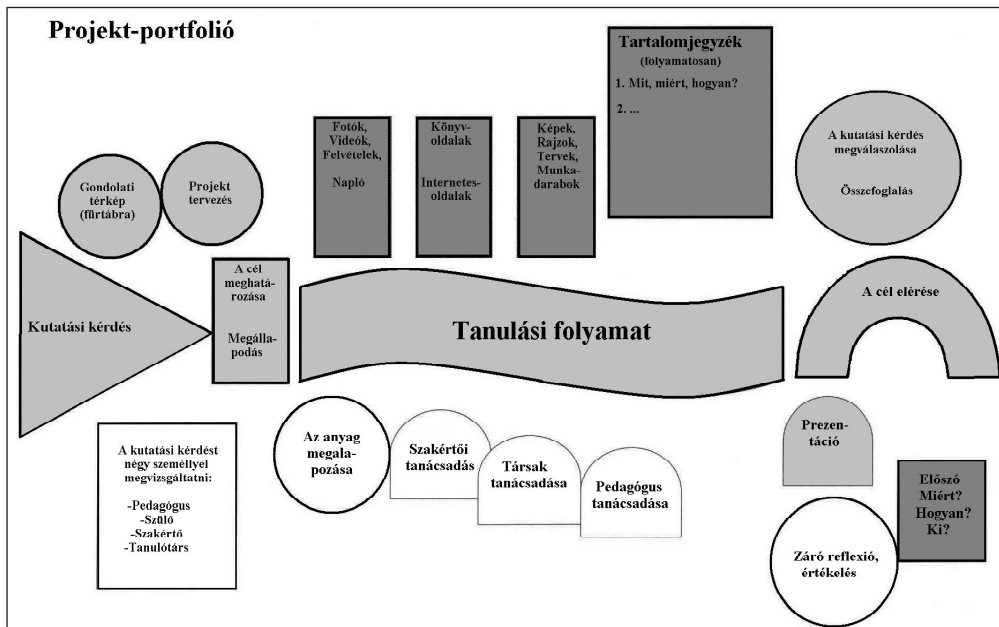 Projekt-portfolió
Tartalomjegyzék
(folyamatosan)
1. Mit, miért, hogyan?
2. ...
Fotók,
Videók,
Felvételek,
Napló
Könyv-
oldalak
Internetes-
oldalak
Képek,
Rajzok,
Tervek,
Munka-
darabok
A kutatási kérdés
megválaszolása
Összefoglalás
Gondolati
térkép
(fürtábra)
Projekt
tervezés
Kutatási kérdés
A cél
meghatá-
rozása
Megálla-
podás
Tanulási folyamat
A cél elérése
A kutatási kérdést
négy személlyel
megvizsgáltatni:
-Pedagógus
-Szülő
-Szakértő
-Tanulótárs
Az anyag
megala-
pozása
Szakértői
tanácsadás
Társak
tanácsadása
Pedagógus
tanácsadása
Prezen-
táció
Előszó
Miért?
Hogyan?
Ki?
Záró reflexió,
értékelés